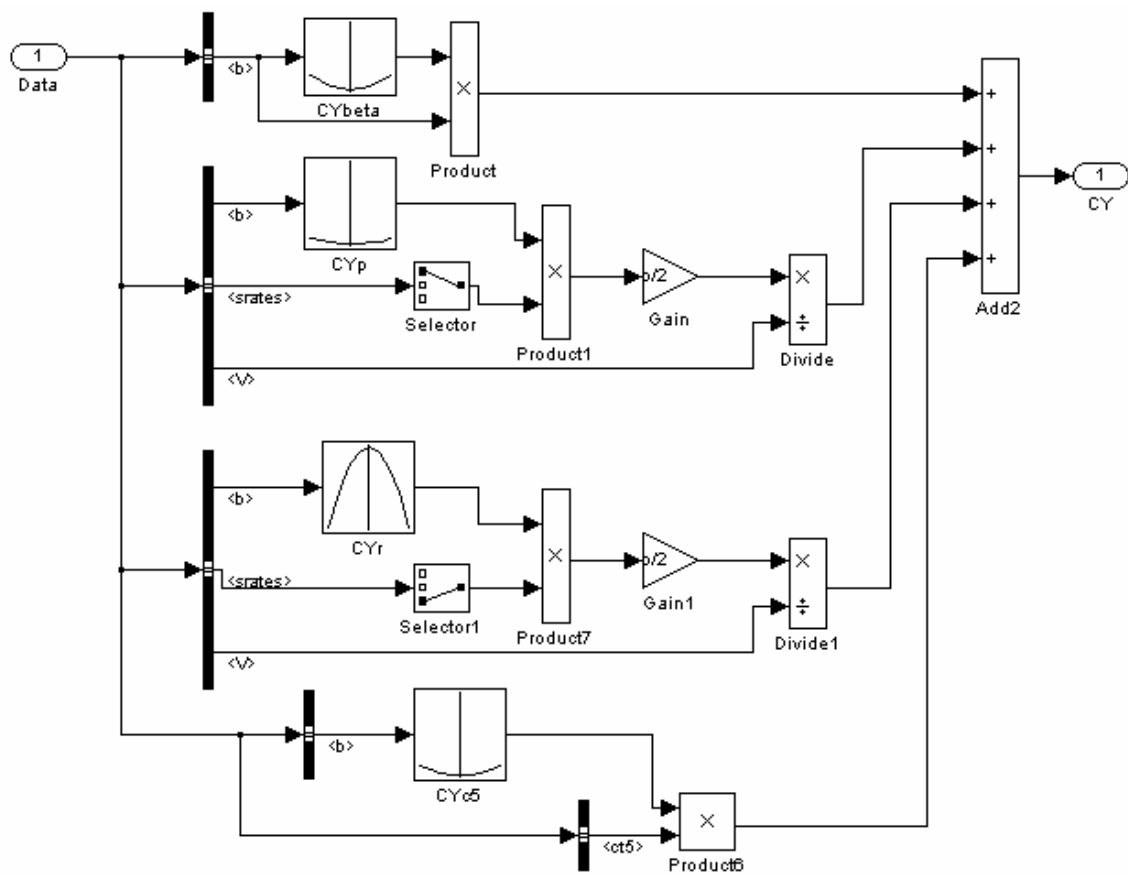 1
Data
<b>
CYbeta
×
Product
+
+
+
+
Add2
1
CY
<b>
CYp
<srates>
Selector
×
Product1
b/2
Gain
×
÷
Divide
<V>
<b>
CYr
<srates>
Selector1
×
Product7
b/2
Gain1
×
÷
Divide1
<V>
<b>
CYc5
<ct5>
×
Product6